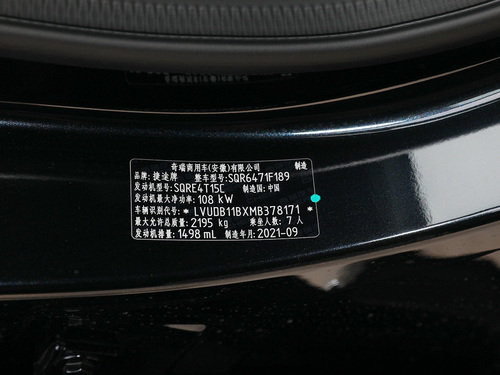 奇瑞商用车(安徽)有限公司 制造
品牌:捷途牌 整车型号:SQR6471F189
发动机型号:SQRE4T15C 制造国:中国
发动机最大净功率:108 kW
车辆识别代号:* LVUDB11BXMB378171 *
最大允许总质量:2195 kg 乘坐人数:7 人
发动机排量:1498 mL 制造年月:2021-09